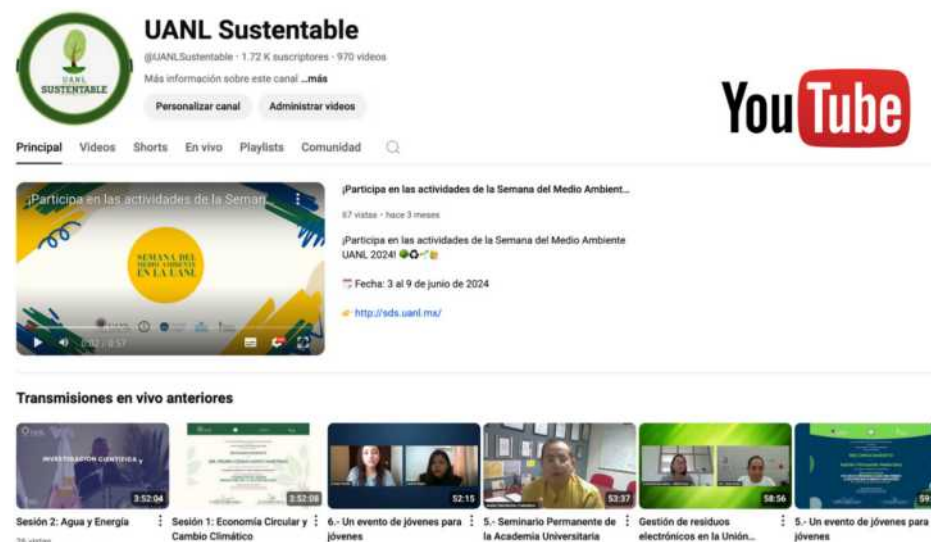 UANL Sustentable
@UANLSustentable · 1.72 K suscriptores · 970 videos
Más información sobre este canal ...más
Personalizar canal Administrar videos
UANL
SUSTENTABLE
YouTube
Principal Videos Shorts En vivo Playlists Comunidad
¡Participa en las actividades de la Seman...
SEMANA DEL
MEDIO AMBIENTE
EN LA UANL
0:02 / 0:57
¡Participa en las actividades de la Semana del Medio Ambient...
67 vistas · hace 3 meses
¡Participa en las actividades de la Semana del Medio Ambiente
UANL 2024!
Fecha: 3 al 9 de junio de 2024
http://sds.uanl.mx/
Transmisiones en vivo anteriores
INVESTIGACIÓN CIENTÍFICA y
3:52:04
3:52:08
52:15
53:37
58:56
Sesión 2: Agua y Energía
Sesión 1: Economía Circular y
Cambio Climático
6.- Un evento de jóvenes para
jóvenes
5.- Seminario Permanente de
la Academia Universitaria
Gestión de residuos
electrónicos en la Unión...
5.- Un evento de jóvenes para
jóvenes